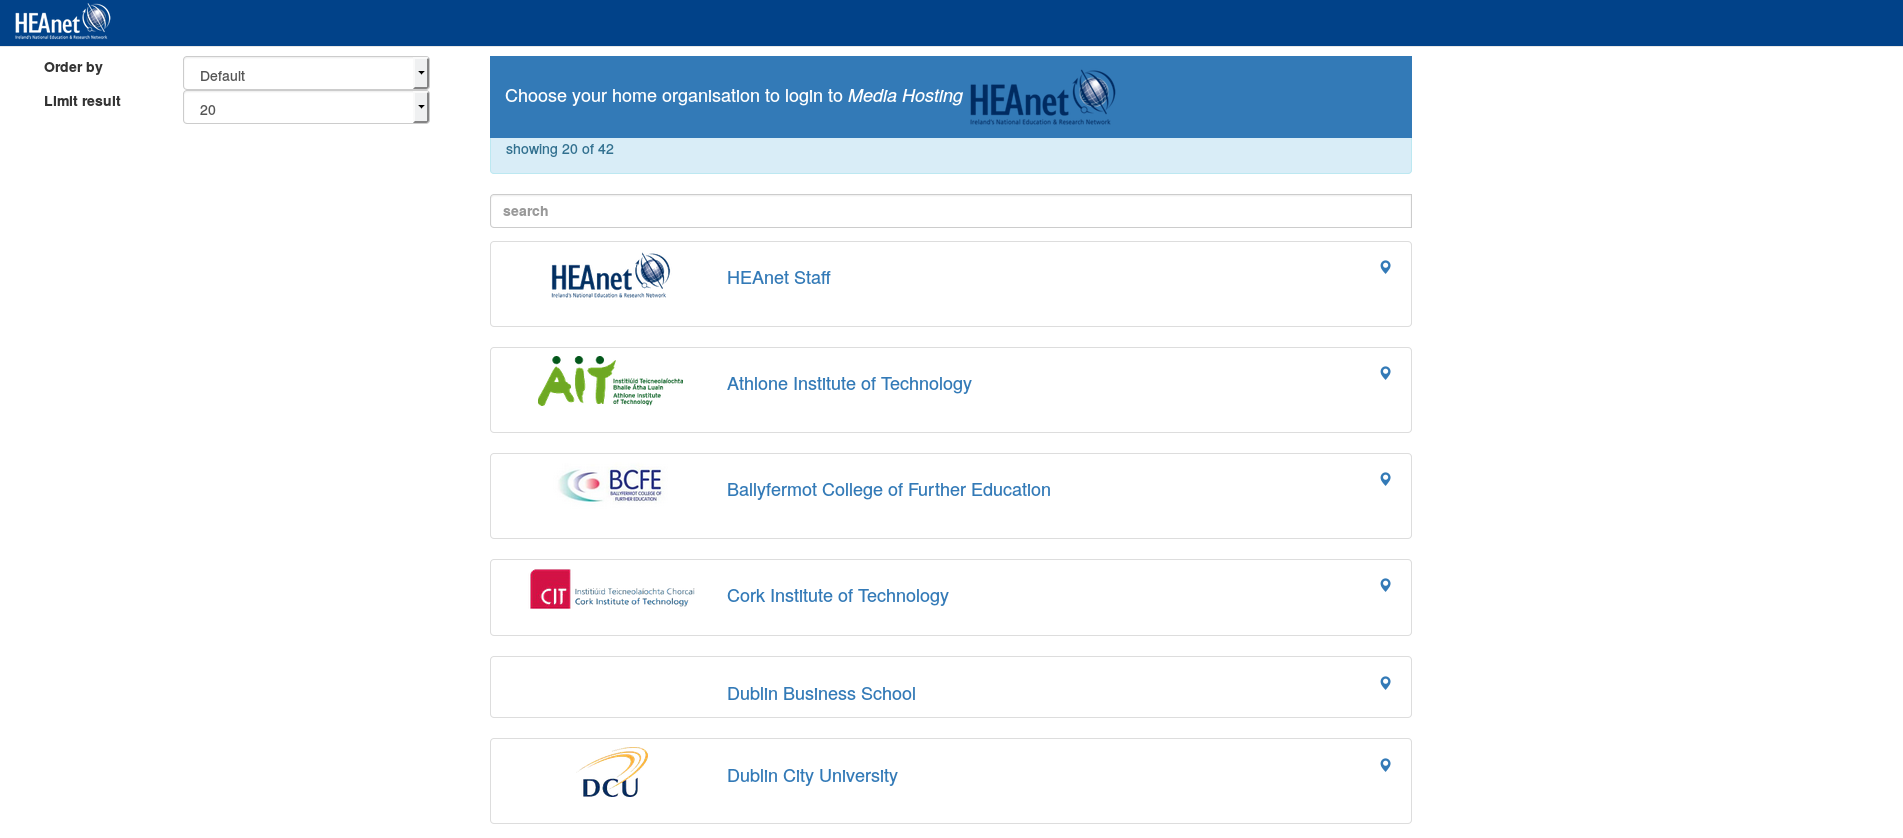 HEAnet
Ireland's National Education & Research Network
Order by
Default
Limit result
20
Choose your home organisation to login to Media Hosting
HEAnet
Ireland's National Education & Research Network
showing 20 of 42
search
HEAnet
Ireland's National Education & Research Network
HEAnet Staff
AIT
Institiúid Teicneolaíochta
Bhaile Átha Luain
Athlone Institute
of Technology
Athlone Institute of Technology
BCFE
BALLYFERMOT COLLEGE OF
FURTHER EDUCATION
Ballyfermot College of Further Education
CIT
Institiúid Teicneolaíochta Chorcaí
Cork Institute of Technology
Cork Institute of Technology
Dublin Business School
DCU
Dublin City University